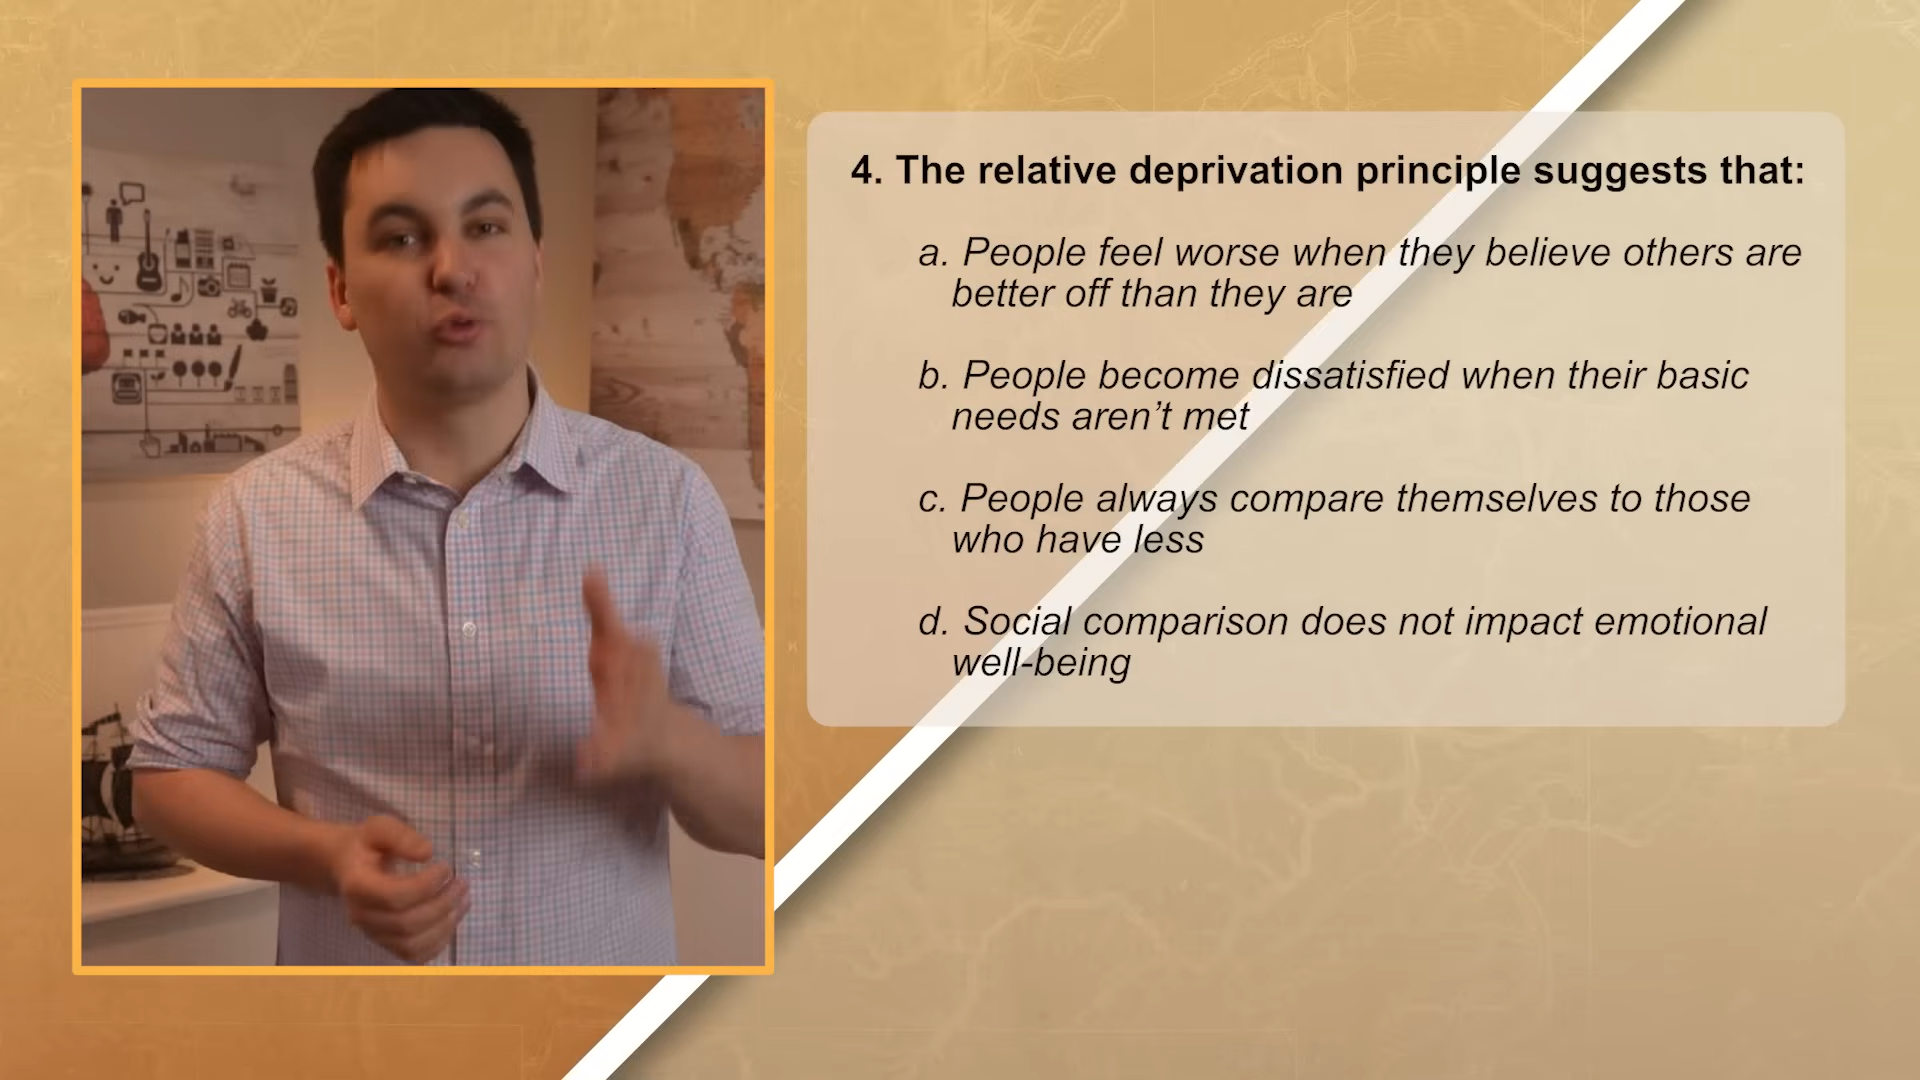 4. The relative deprivation principle suggests that:
a. People feel worse when they believe others are
better off than they are
b. People become dissatisfied when their basic
needs aren’t met
c. People always compare themselves to those
who have less
d. Social comparison does not impact emotional
well-being